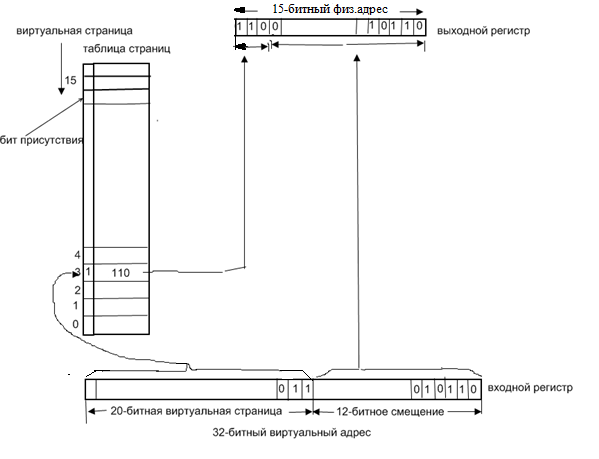 15-битный физ.адрес
1 1 0 0 1 0 1 1 0
выходной регистр
виртуальная страница
таблица страниц
15
бит присутствия
4
3 1 110
2
1
0
0 1 1 0 1 0 1 1 0
входной регистр
20-битная виртуальная страница
12-битное смещение
32-битный виртуальный адрес